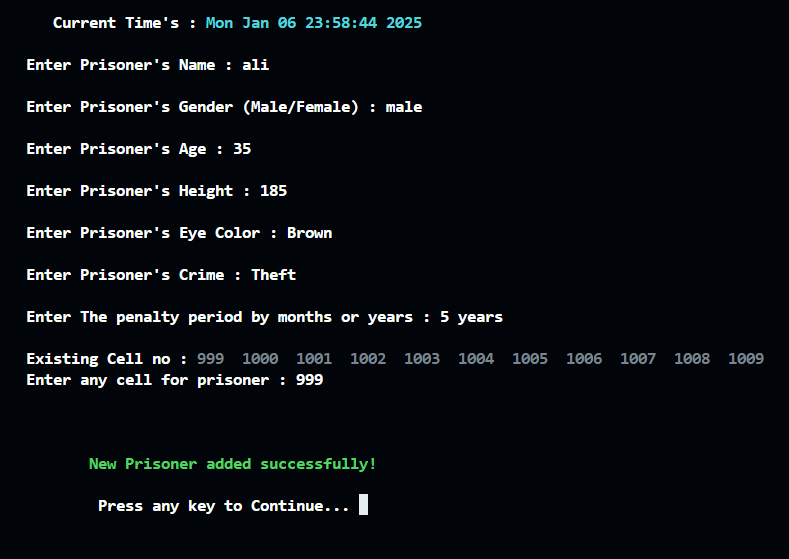 Current Time's : Mon Jan 06 23:58:44 2025
Enter Prisoner's Name : ali
Enter Prisoner's Gender (Male/Female) : male
Enter Prisoner's Age : 35
Enter Prisoner's Height : 185
Enter Prisoner's Eye Color : Brown
Enter Prisoner's Crime : Theft
Enter The penalty period by months or years : 5 years
Existing Cell no : 999 1000 1001 1002 1003 1004 1005 1006 1007 1008 1009
Enter any cell for prisoner : 999
New Prisoner added successfully!
Press any key to Continue...